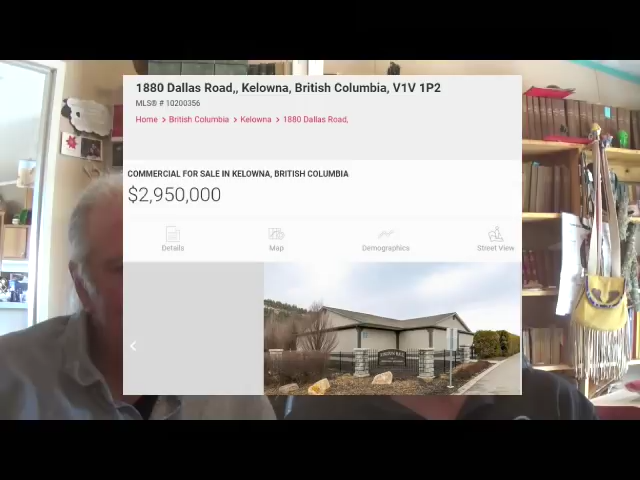 1880 Dallas Road,, Kelowna, British Columbia, V1V 1P2
MLS® # 10200356
Home > British Columbia > Kelowna > 1880 Dallas Road,
COMMERCIAL FOR SALE IN KELOWNA, BRITISH COLUMBIA
$2,950,000
Details Map Demographics Street View